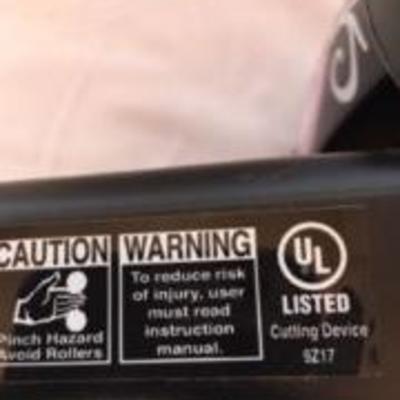 CAUTION
Pinch Hazard
Avoid Rollers
WARNING
To reduce risk
of injury, user
must read
instruction
manual.
UL
LISTED
Cutting Device
9Z17